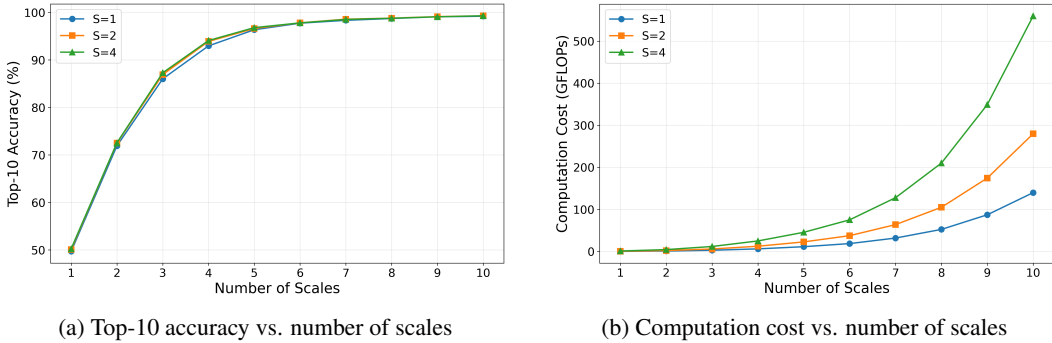 100
90
80
70
60
50
Top-10 Accuracy (%)
S=1
S=2
S=4
1 2 3 4 5 6 7 8 9 10
Number of Scales
(a) Top-10 accuracy vs. number of scales
500
400
300
200
100
0
Computation Cost (GFLOPs)
S=1
S=2
S=4
1 2 3 4 5 6 7 8 9 10
Number of Scales
(b) Computation cost vs. number of scales